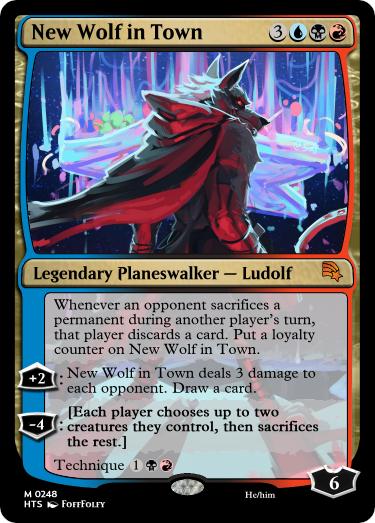 New Wolf in Town 3
Legendary Planeswalker — Ludolf
Whenever an opponent sacrifices a
permanent during another player's turn,
that player discards a card. Put a loyalty
counter on New Wolf in Town.
+2: New Wolf in Town deals 3 damage to
each opponent. Draw a card.
-4: [Each player chooses up to two
creatures they control, then sacrifices
the rest.]
Technique 1
6
M 0248
HTS FoffFoley
He/him